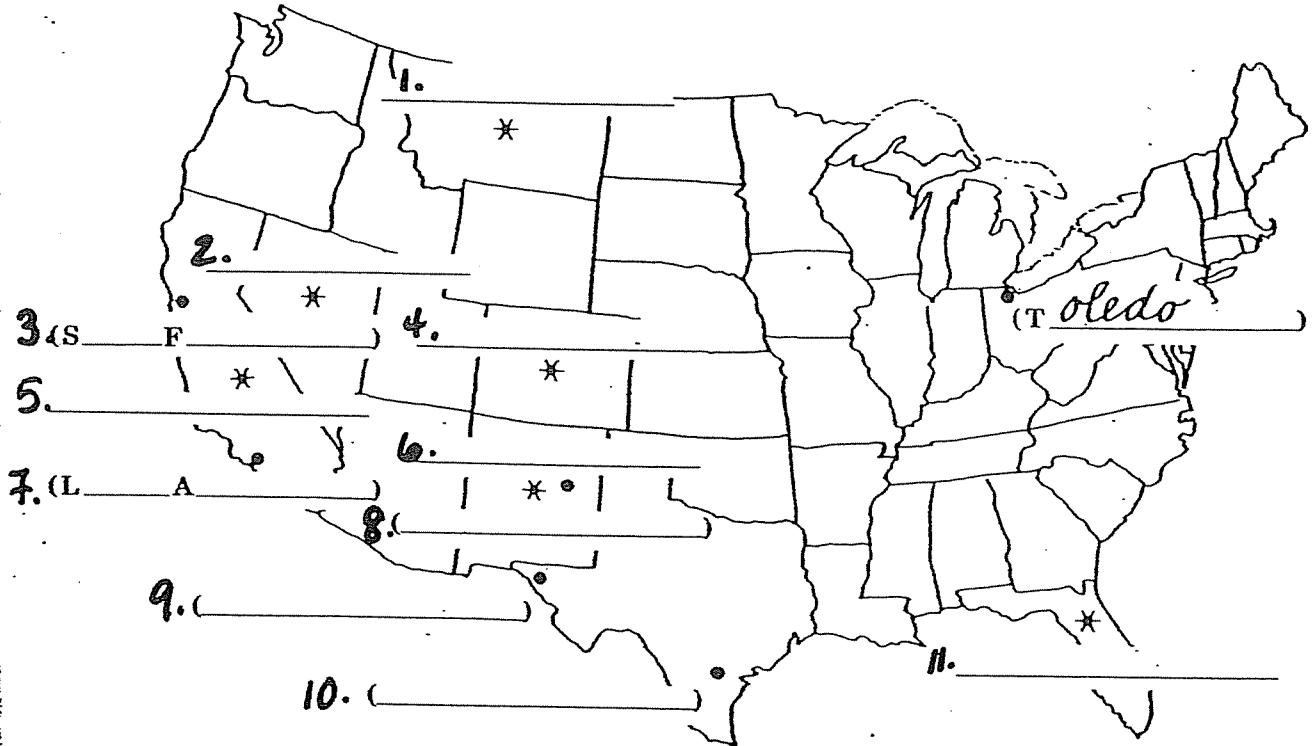 1.
2.
3. (S F )
(T oledo )
4.
5.
6.
7. (L A )
8. ( )
9. ( )
10. ( )
11.